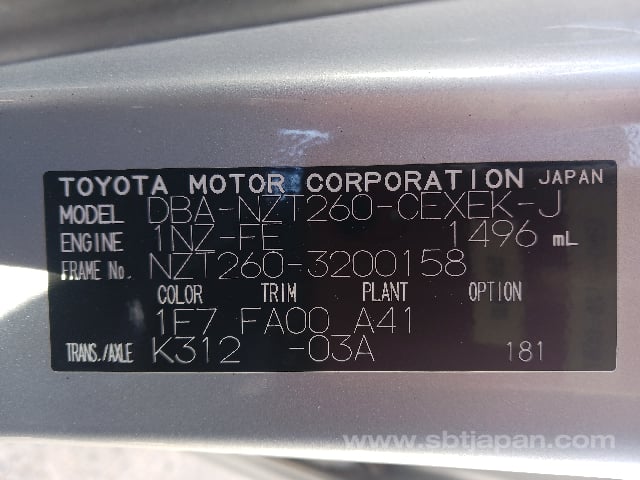 TOYOTA MOTOR CORPORATION JAPAN
MODEL DBA-NZT260-CEXEK-J
ENGINE 1NZ-FE 1496 mL
FRAME No. NZT260-3200158
COLOR TRIM PLANT OPTION
1E7 FA00 A41
TRANS./AXLE K312 -03A 181
www.sbtjapan.com